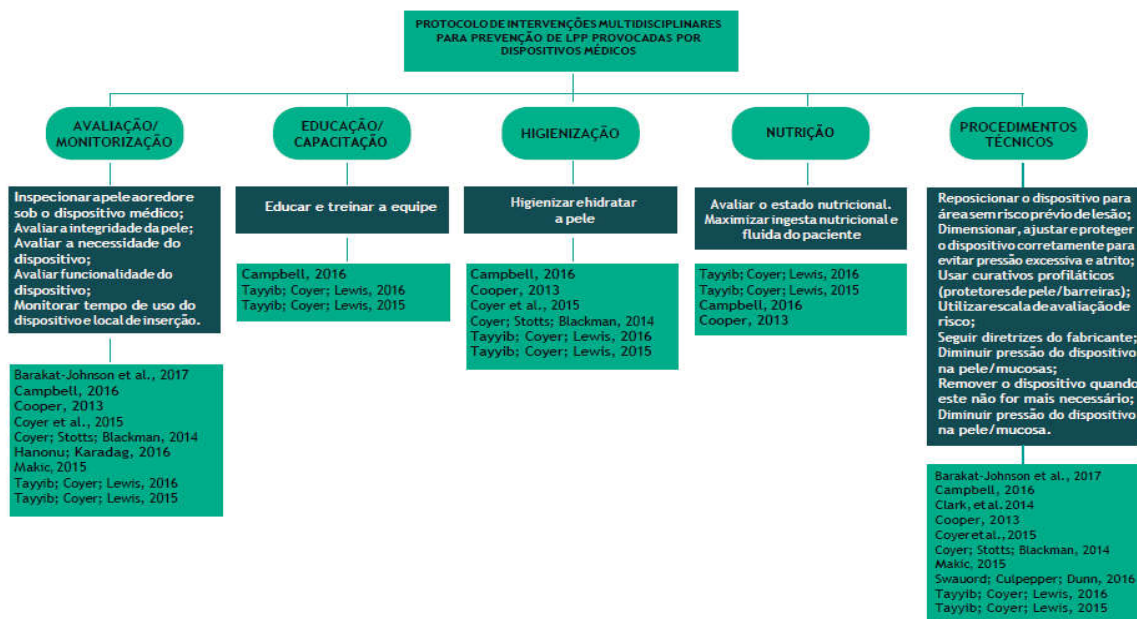 PROTOCOLO DE INTERVENÇÕES MULTIDISCIPLINARES
PARA PREVENÇÃO DE LPP PROVOCADAS POR
DISPOSITIVOS MÉDICOS
AVALIAÇÃO/
MONITORIZAÇÃO
Inspecionar a pele ao redor e
sob o dispositivo médico;
Avaliar a integridade da pele;
Avaliar a necessidade do
dispositivo;
Avaliar funcionalidade do
dispositivo;
Monitorar tempo de uso do
dispositivo e local de inserção.
Barakat-Johnson et al., 2017
Campbell, 2016
Cooper, 2013
Coyer et al., 2015
Coyer; Stotts; Blackman, 2014
Hanonu; Karadag, 2016
Makic, 2015
Tayyib; Coyer; Lewis, 2016
Tayyib; Coyer; Lewis, 2015
EDUCAÇÃO/
CAPACITAÇÃO
Educar e treinar a equipe
Campbell, 2016
Tayyib; Coyer; Lewis, 2016
Tayyib; Coyer; Lewis, 2015
HIGIENIZAÇÃO
Higienizar e hidratar
a pele
Campbell, 2016
Cooper, 2013
Coyer et al., 2015
Coyer; Stotts; Blackman, 2014
Tayyib; Coyer; Lewis, 2016
Tayyib; Coyer; Lewis, 2015
NUTRIÇÃO
Avaliar o estado nutricional.
Maximizar ingesta nutricional e
fluida do paciente
Tayyib; Coyer; Lewis, 2016
Tayyib; Coyer; Lewis, 2015
Campbell, 2016
Cooper, 2013
PROCEDIMENTOS
TÉCNICOS
Reposicionar o dispositivo para
área sem risco prévio de lesão;
Dimensionar, ajustar e proteger
o dispositivo corretamente para
evitar pressão excessiva e atrito;
Usar curativos profiláticos
(protetores de pele/barreiras);
Utilizar escala de avaliação de
risco;
Seguir diretrizes do fabricante;
Diminuir pressão do dispositivo
na pele/mucosas;
Remover o dispositivo quando
este não for mais necessário;
Diminuir pressão do dispositivo
na pele/mucosa.
Barakat-Johnson et al., 2017
Campbell, 2016
Clark, et al. 2014
Cooper, 2013
Coyer et al., 2015
Coyer; Stotts; Blackman, 2014
Makic, 2015
Swauord; Culpepper; Dunn, 2016
Tayyib; Coyer; Lewis, 2016
Tayyib; Coyer; Lewis, 2015